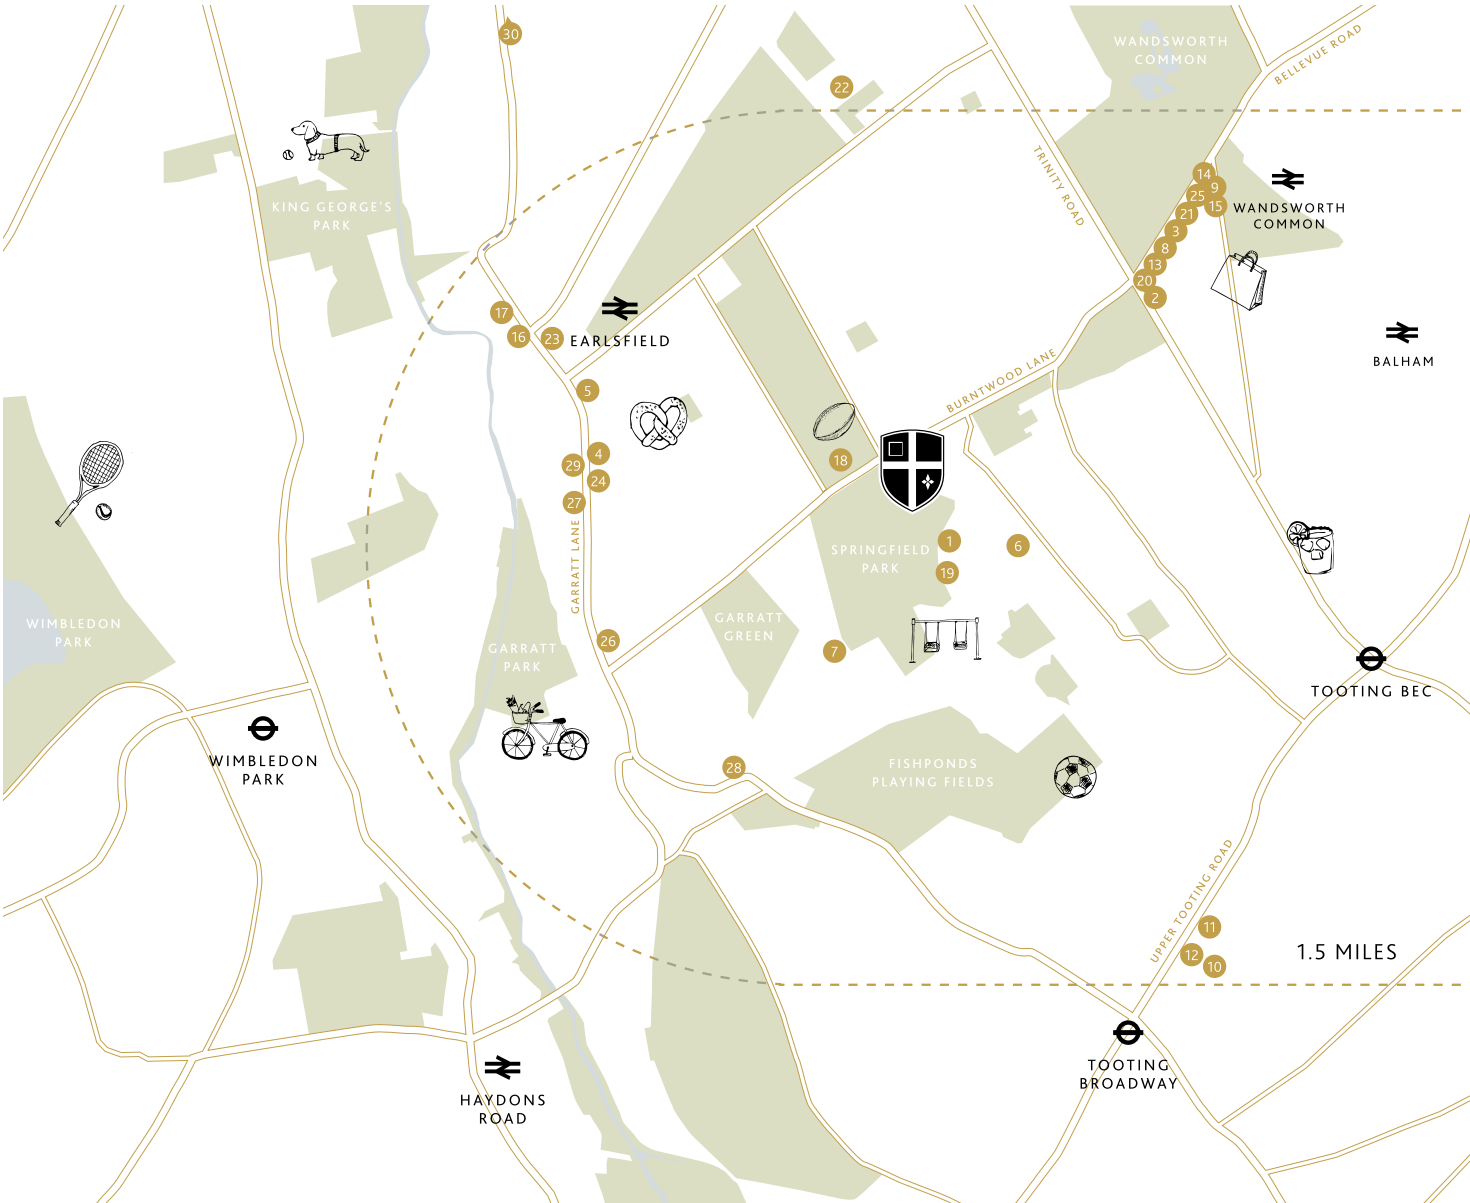 30
BELLEVUE ROAD
WANDSWORTH
COMMON
22
TRINITY ROAD
14
9
25
15
21
3
8
13
20
2
WANDSWORTH
COMMON
KING GEORGE'S
PARK
17
16
23
EARLSFIELD
BALHAM
BURNTWOOD LANE
5
4
29
24
27
18
GARRATT LANE
SPRINGFIELD
PARK
1
19
6
WIMBLEDON
PARK
GARRATT
GREEN
26
7
GARRATT
PARK
TOOTING BEC
WIMBLEDON
PARK
28
FISHPONDS
PLAYING FIELDS
UPPER TOOTING ROAD
11
12
10
1.5 MILES
TOOTING
BROADWAY
HAYDONS
ROAD